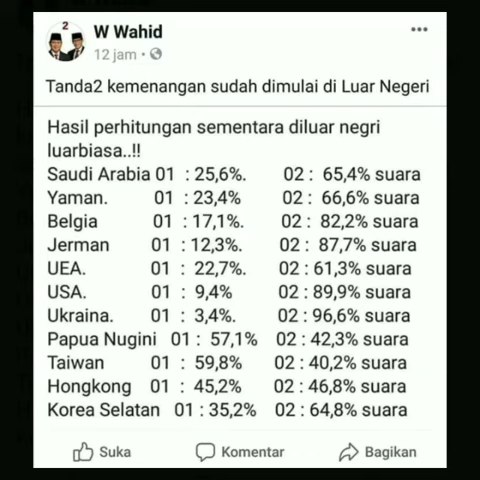 2
W Wahid
12 jam
Tanda2 kemenangan sudah dimulai di Luar Negeri
Hasil perhitungan sementara diluar negri
luarbiasa..!!
Saudi Arabia 01 : 25,6%. 02 : 65,4% suara
Yaman. 01 : 23,4% 02 : 66,6% suara
Belgia 01 : 17,1%. 02 : 82,2% suara
Jerman 01 : 12,3%. 02 : 87,7% suara
UEA. 01 : 22,7%. 02 : 61,3% suara
USA. 01 : 9,4% 02 : 89,9% suara
Ukraina. 01 : 3,4%. 02 : 96,6% suara
Papua Nugini 01 : 57,1% 02 : 42,3% suara
Taiwan 01 : 59,8% 02 : 40,2% suara
Hongkong 01 : 45,2% 02 : 46,8% suara
Korea Selatan 01 : 35,2% 02 : 64,8% suara
Suka Komentar Bagikan